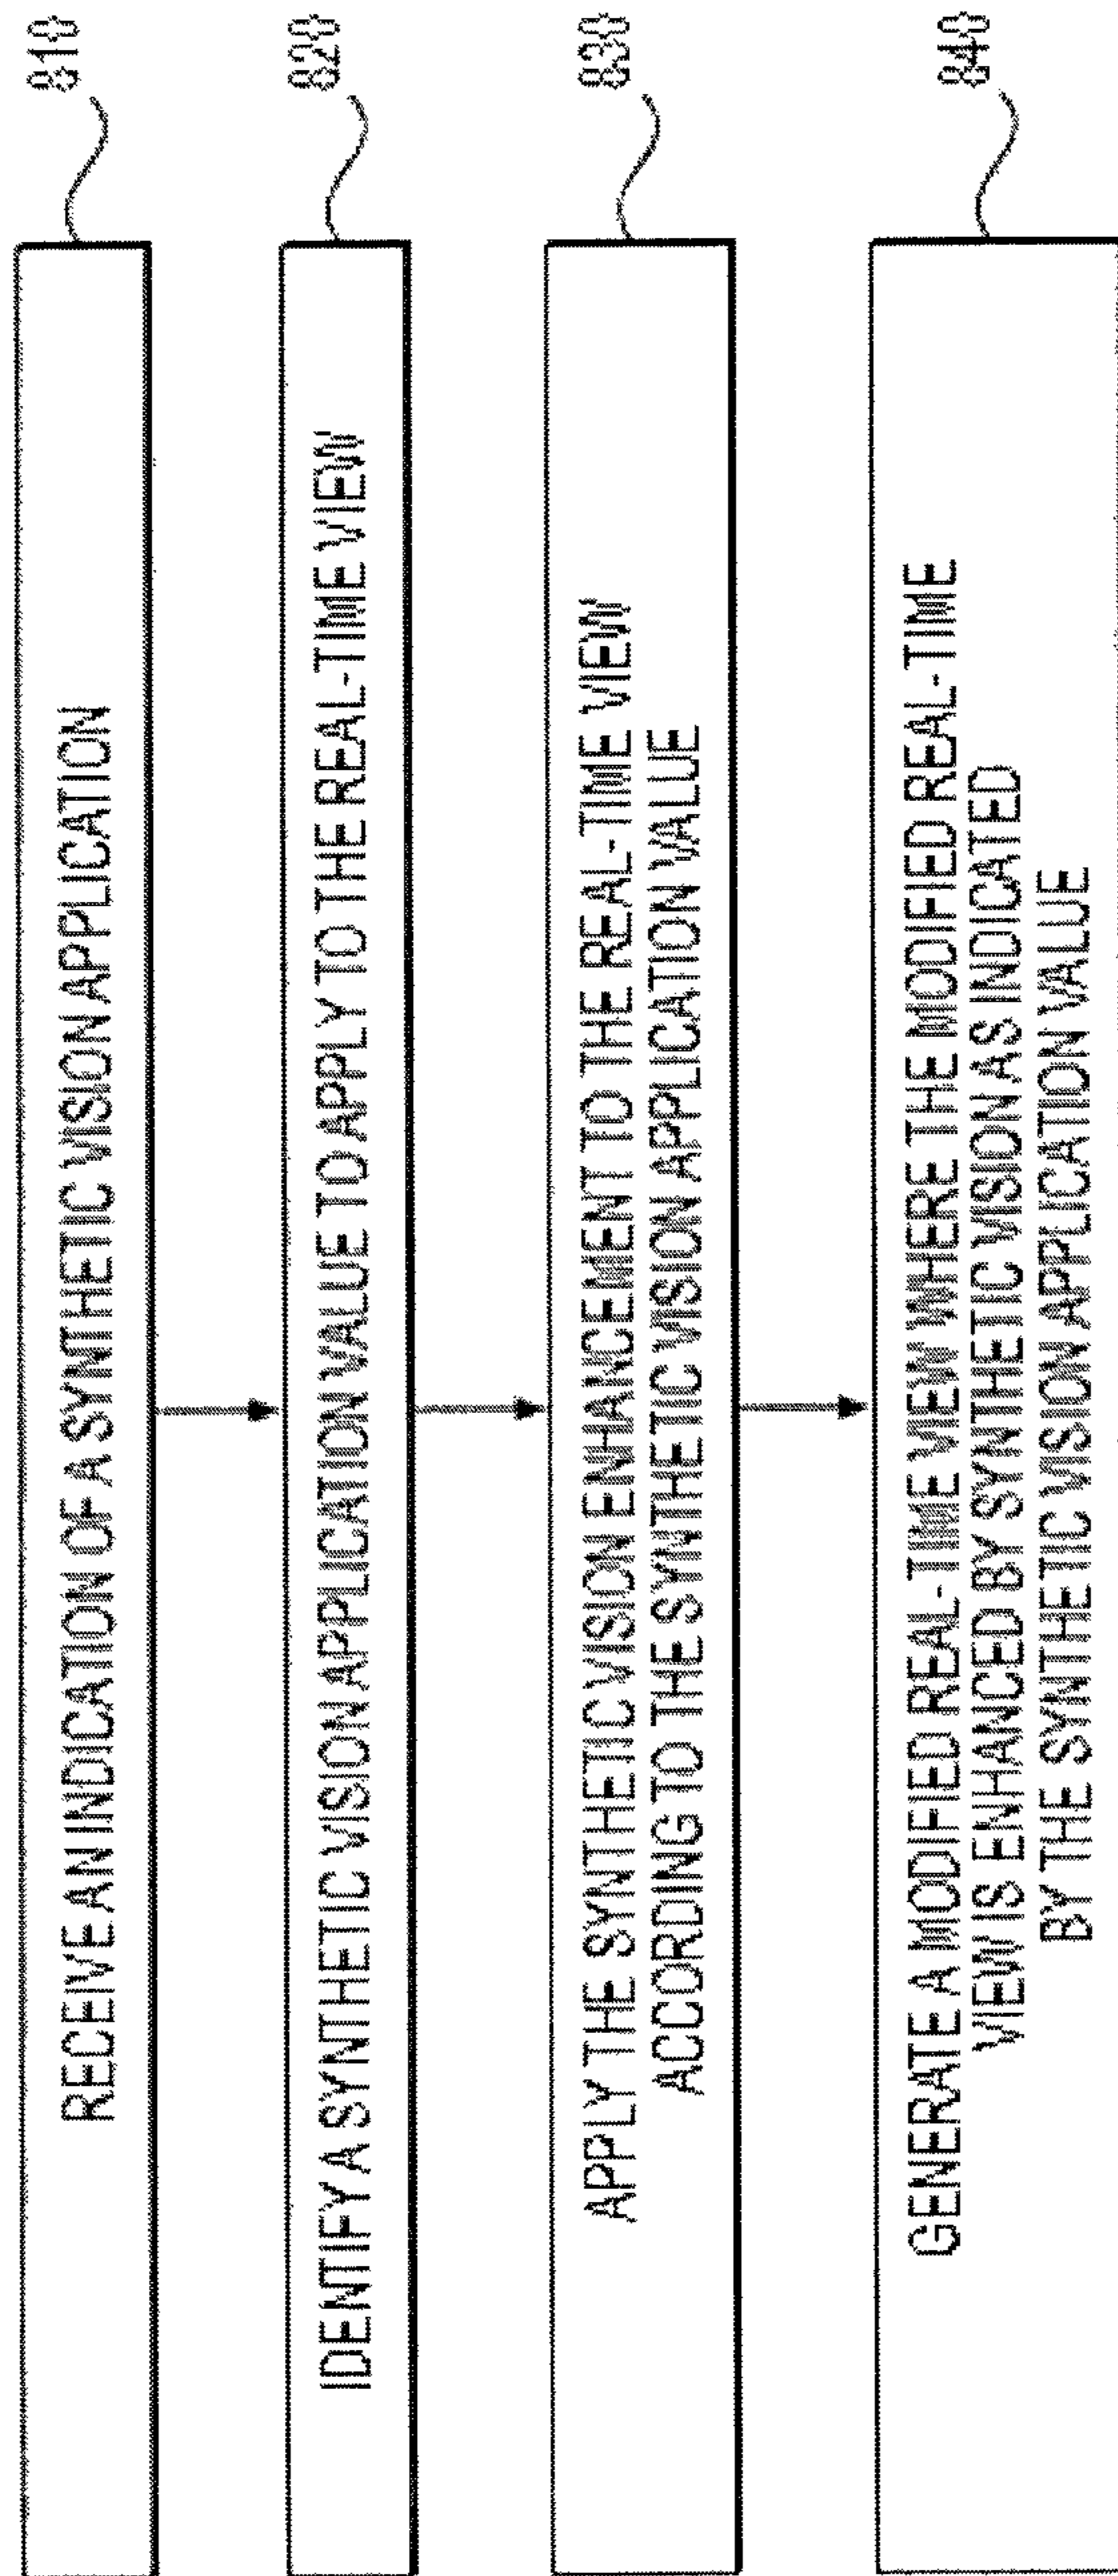 810
RECEIVE AN INDICATION OF A SYNTHETIC VISION APPLICATION
820
IDENTIFY A SYNTHETIC VISION APPLICATION VALUE TO APPLY TO THE REAL-TIME VIEW
830
APPLY THE SYNTHETIC VISION ENHANCEMENT TO THE REAL-TIME VIEW
ACCORDING TO THE SYNTHETIC VISION APPLICATION VALUE
840
GENERATE A MODIFIED REAL-TIME VIEW WHERE THE MODIFIED REAL-TIME
VIEW IS ENHANCED BY SYNTHETIC VISION AS INDICATED
BY THE SYNTHETIC VISION APPLICATION VALUE